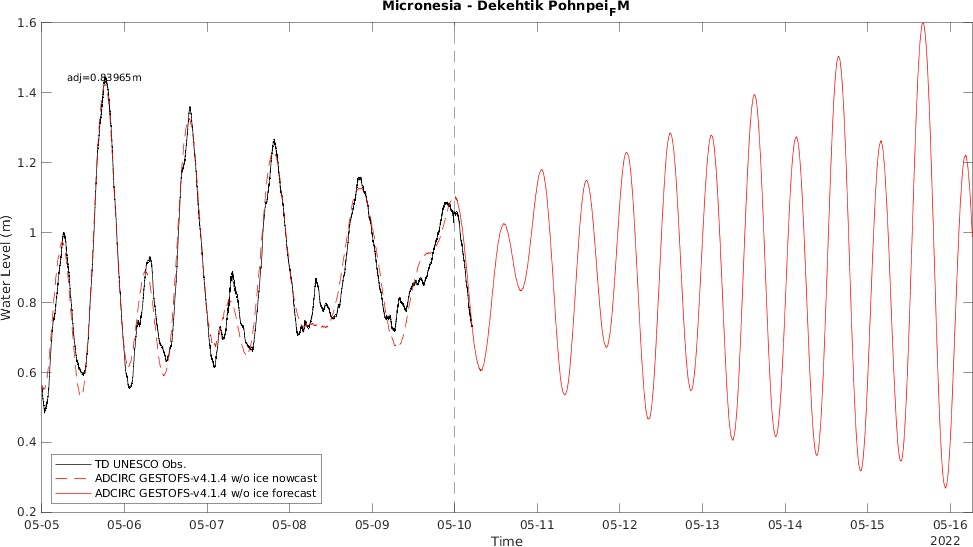 Micronesia - Dekehtik PohnpeiFM
adj=0.83965m
Water Level (m)
1.6
1.4
1.2
1
0.8
0.6
0.4
0.2
TD UNESCO Obs.
ADCIRC GESTOFS-v4.1.4 w/o ice nowcast
ADCIRC GESTOFS-v4.1.4 w/o ice forecast
05-05 05-06 05-07 05-08 05-09 05-10 05-11 05-12 05-13 05-14 05-15 05-16
Time
2022